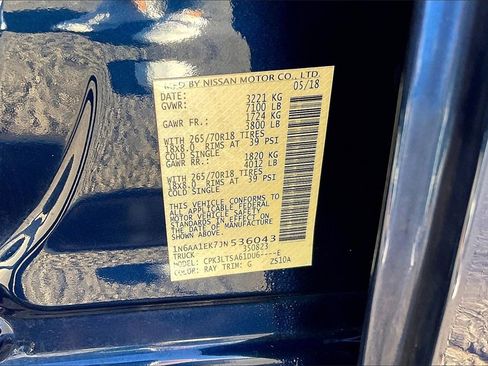 MFD BY NISSAN MOTOR CO., LTD.
05/18
DATE:
GVWR: 3221 KG
7100 LB
GAWR FR.: 1724 KG
3800 LB
WITH 265/70R18 TIRES
18X8.0 RIMS AT 39 PSI
COLD SINGLE
GAWR RR.: 1820 KG
4012 LB
WITH 265/70R18 TIRES
18X8.0 RIMS AT 39 PSI
COLD SINGLE
THIS VEHICLE CONFORMS
TO ALL APPLICABLE FEDERAL
MOTOR VEHICLE SAFETY
STANDARDS IN EFFECT ON
THE DATE OF MANUFACTURE
SHOWN ABOVE
1N6AA1EK7JN536043
350823
MODEL: CPK3LTSA61DU6----E
COLOR: RAY TRIM: G ZS10A